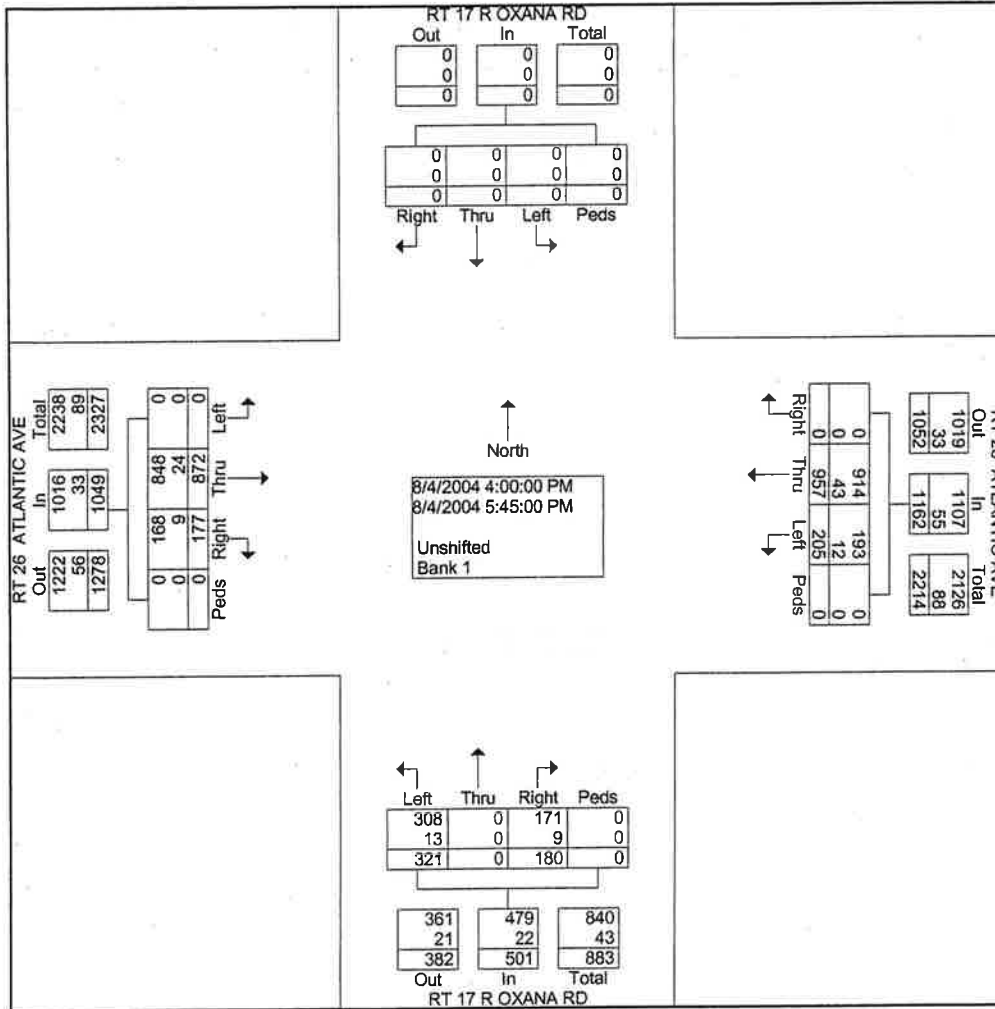 RT 17 R OXANA RD
Out In Total
0 0 0
0 0 0
0 0 0
0 0 0 0
0 0 0 0
0 0 0 0
Right Thru Left Peds
RT 26 ATLANTIC AVE
Total In Out
2238 1016 1222
89 33 56
2327 1049 1278
0 848 168 0
0 24 9 0
0 872 177 0
Left Thru Right Peds
North
8/4/2004 4:00:00 PM
8/4/2004 5:45:00 PM
Unshifted
Bank 1
Right Thru Left Peds
0 914 193 0
0 43 12 0
0 957 205 0
ATLANTIC AVE
Out In Total
1019 1107 2126
33 55 88
1052 1162 2214
Left Thru Right Peds
308 0 171 0
13 0 9 0
321 0 180 0
361 479 840
21 22 43
382 501 883
Out In Total
RT 17 R OXANA RD